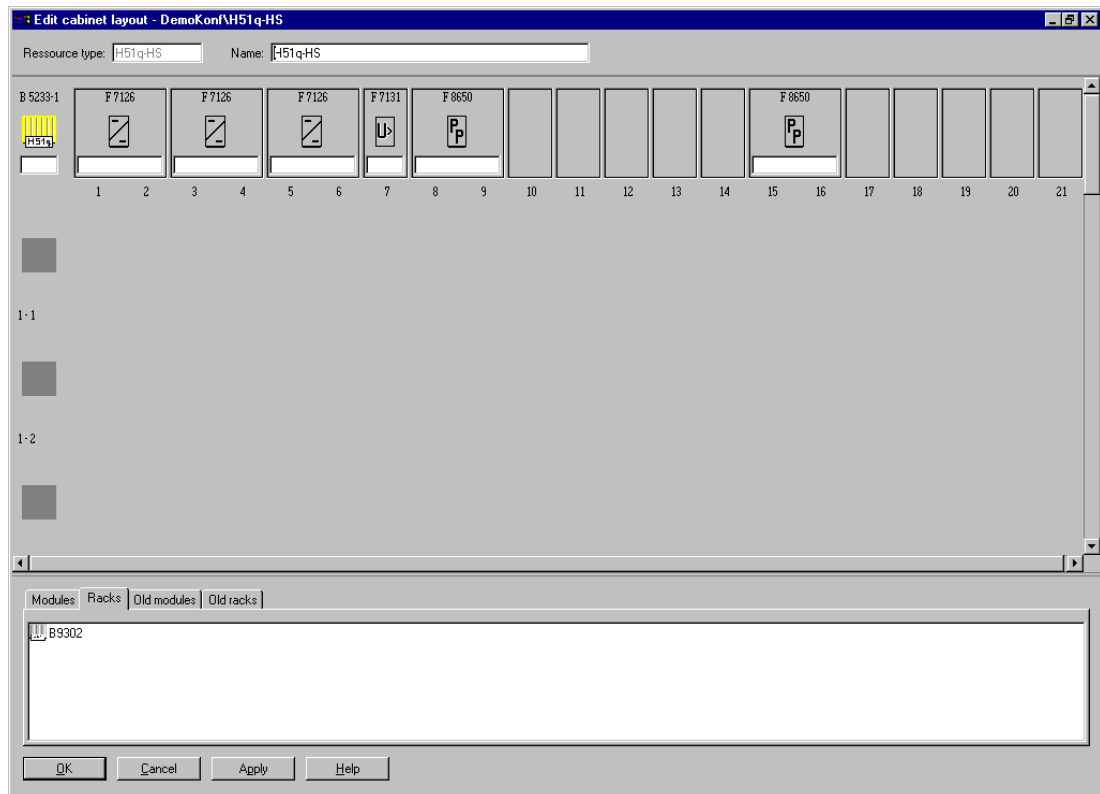 Edit cabinet layout - DemoKonf\H51q-HS
Ressource type: H51q-HS Name: H51q-HS
B 5233-1 F 7126 F 7126 F 7126 F 7131 F 8650 F 8650
H51q U> PP PP
1 2 3 4 5 6 7 8 9 10 11 12 13 14 15 16 17 18 19 20 21
1-1
1-2
Modules Racks Old modules Old racks
B9302
OK Cancel Apply Help